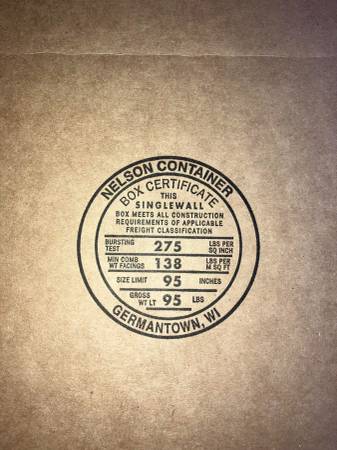 NELSON CONTAINER
BOX CERTIFICATE
THIS
SINGLEWALL
BOX MEETS ALL CONSTRUCTION
REQUIREMENTS OF APPLICABLE
FREIGHT CLASSIFICATION
BURSTING TEST 275 LBS PER SQ INCH
MIN COMB WT FACINGS 138 LBS PER M SQ FT
SIZE LIMIT 95 INCHES
GROSS WT LT 95 LBS
GERMANTOWN, WI